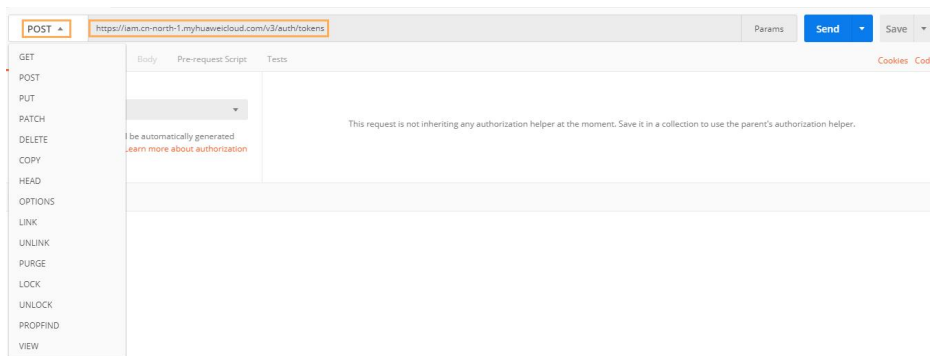 POST https://iam.cn-north-1.myhuaweicloud.com/v3/auth/tokens Params Send Save
GET Body Pre-request Script Tests Cookies Cod
POST
PUT
PATCH This request is not inheriting any authorization helper at the moment. Save it in a collection to use the parent's authorization helper.
DELETE l be automatically generated
Learn more about authorization
COPY
HEAD
OPTIONS
LINK
UNLINK
PURGE
LOCK
UNLOCK
PROPFIND
VIEW